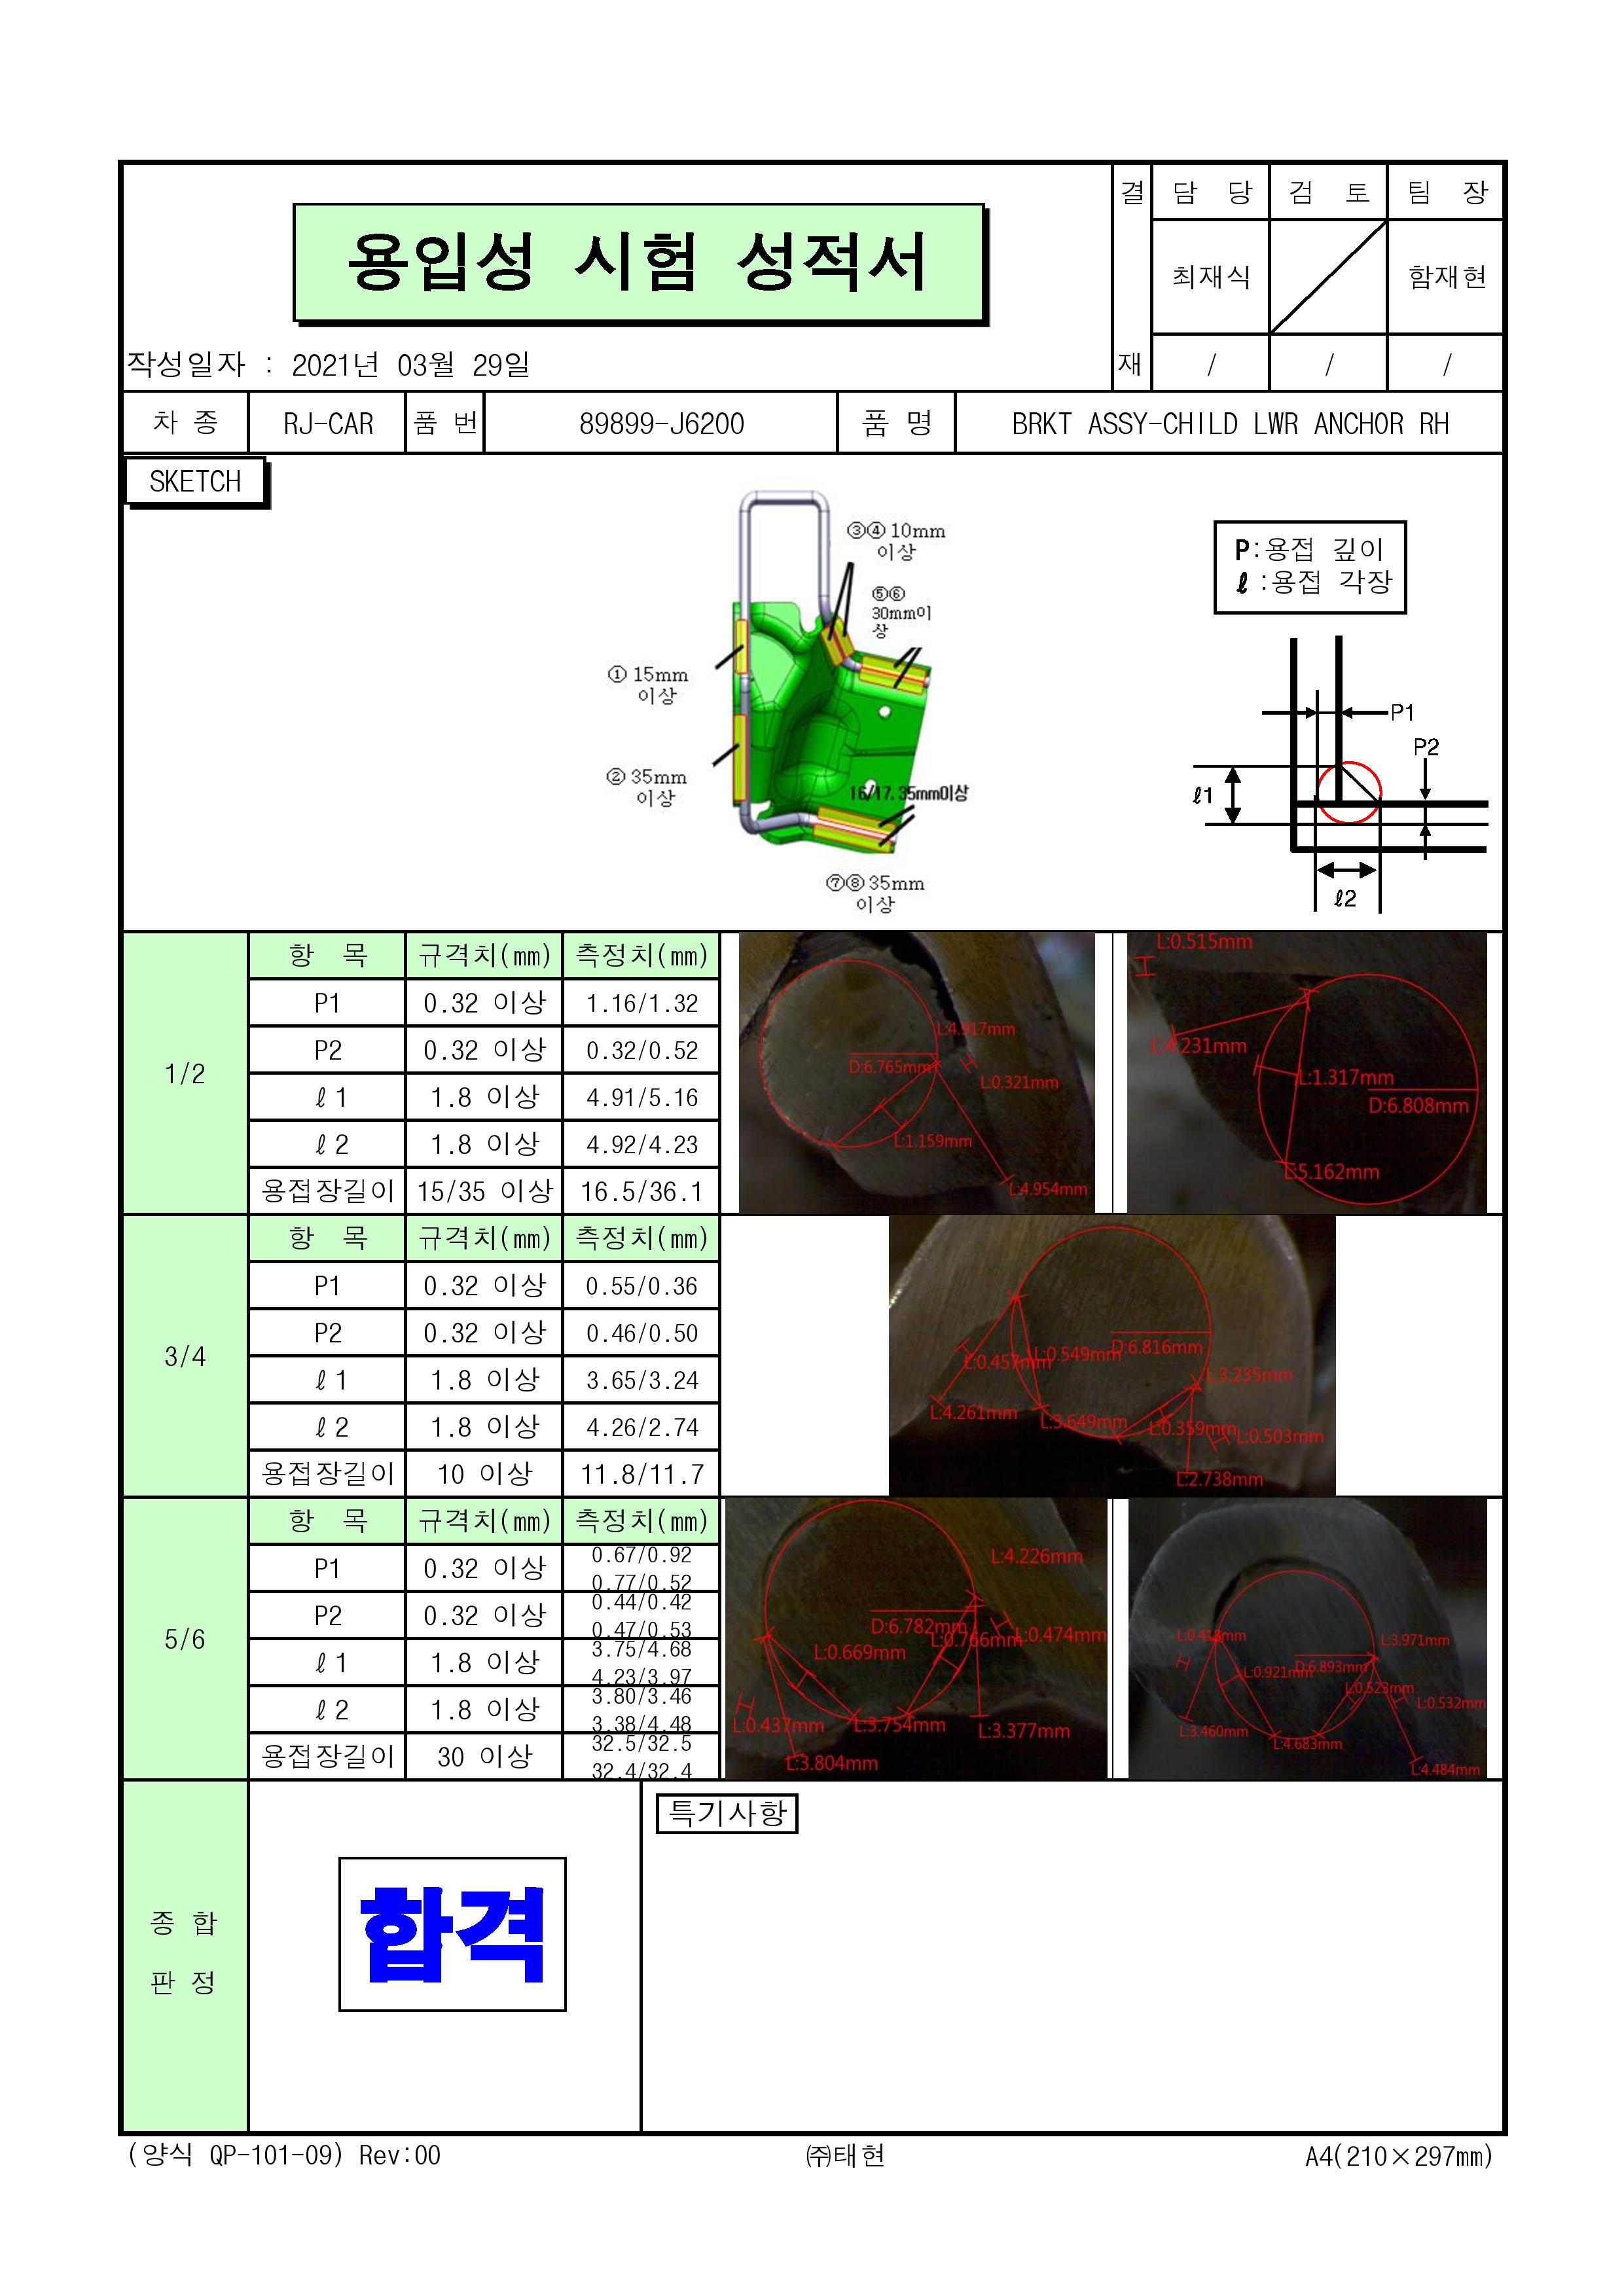 용입성 시험 성적서
결 재
담 당 검 토 팀 장
최재식 함재현
/ / /
작성일자 : 2021년 03월 29일
차 종 RJ-CAR 품 번 89899-J6200 품 명 BRKT ASSY-CHILD LWR ANCHOR RH
SKETCH
③④ 10mm
이상
⑤⑥
30mm이
상
① 15mm
이상
② 35mm
이상
16/17. 35mm이상
⑦⑧ 35mm
이상
P:용접 깊이
ℓ :용접 각장
P1
P2
ℓ1
ℓ2
1/2
항 목 규격치(㎜) 측정치(㎜)
P1 0.32 이상 1.16/1.32
P2 0.32 이상 0.32/0.52
ℓ1 1.8 이상 4.91/5.16
ℓ2 1.8 이상 4.92/4.23
용접장길이 15/35 이상 16.5/36.1
L:4.917mm
D:6.765mm
L:0.321mm
L:1.159mm
L:4.954mm
L:0.515mm
L:4.231mm
L:1.317mm
D:6.808mm
L:5.162mm
3/4
항 목 규격치(㎜) 측정치(㎜)
P1 0.32 이상 0.55/0.36
P2 0.32 이상 0.46/0.50
ℓ1 1.8 이상 3.65/3.24
ℓ2 1.8 이상 4.26/2.74
용접장길이 10 이상 11.8/11.7
L:0.457mm
L:0.549mm
D:6.816mm
L:3.235mm
L:4.261mm
L:3.649mm
L:0.359mm
L:0.503mm
L:2.738mm
5/6
항 목 규격치(㎜) 측정치(㎜)
P1 0.32 이상 0.67/0.92
0.77/0.52
P2 0.32 이상 0.44/0.42
0.47/0.53
ℓ1 1.8 이상 3.75/4.68
4.23/3.97
ℓ2 1.8 이상 3.80/3.46
3.38/4.48
용접장길이 30 이상 32.5/32.5
32.4/32.4
L:4.226mm
D:6.782mm
L:0.766mm
L:0.474mm
L:0.669mm
L:0.437mm
L:3.754mm
L:3.377mm
L:3.804mm
L:3.971mm
D:6.893mm
L:0.921mm
L:0.523mm
L:0.532mm
L:3.460mm
L:4.683mm
L:4.484mm
종 합
판 정
합격
특기사항
(양식 QP-101-09) Rev:00 ㈜태현 A4(210×297㎜)